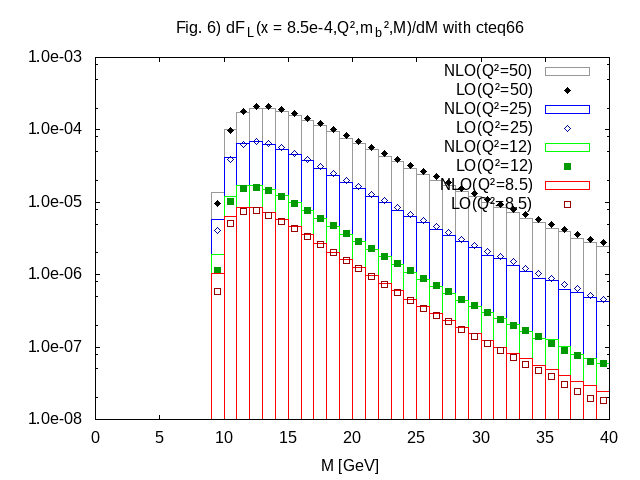 Fig. 6) dF_L(x = 8.5e-4,Q²,m_b²,M)/dM with cteq66
1.0e-03
1.0e-04
1.0e-05
1.0e-06
1.0e-07
1.0e-08
NLO(Q²=50)
LO(Q²=50)
NLO(Q²=25)
LO(Q²=25)
NLO(Q²=12)
LO(Q²=12)
NLO(Q²=8.5)
LO(Q²=8.5)
0 5 10 15 20 25 30 35 40
M [GeV]